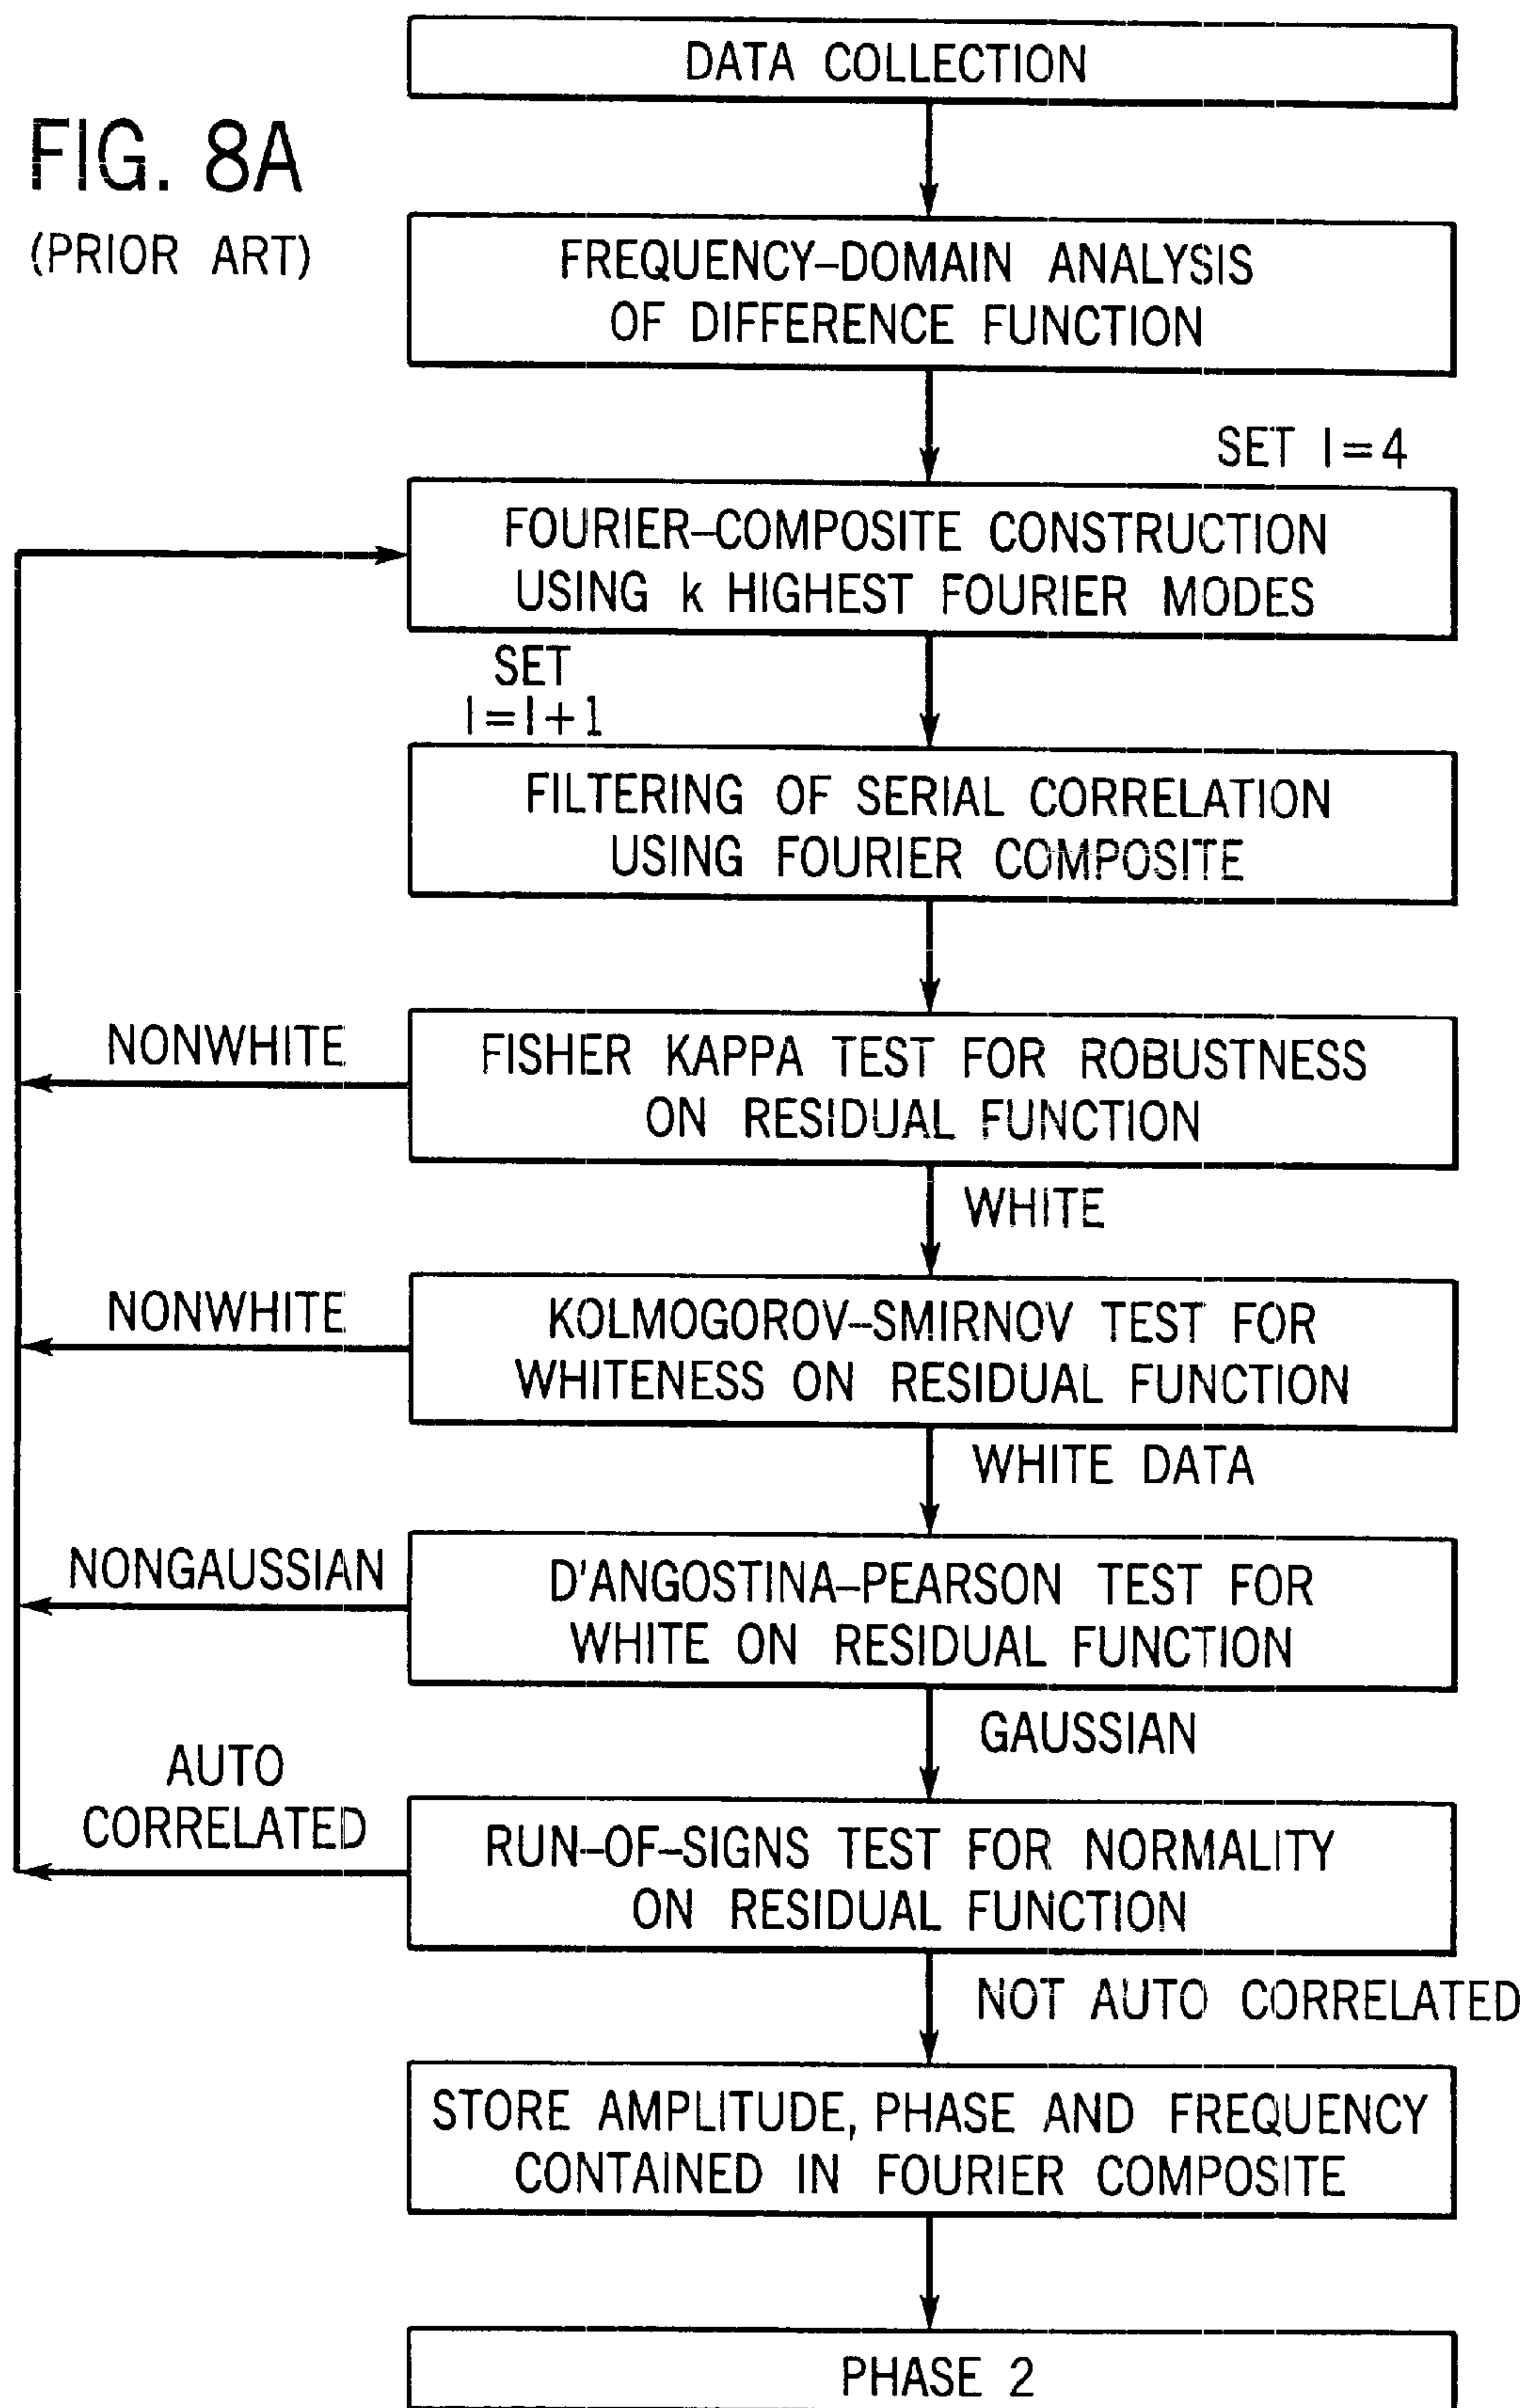 DATA COLLECTION
FIG. 8A
(PRIOR ART)
FREQUENCY–DOMAIN ANALYSIS
OF DIFFERENCE FUNCTION
SET I=4
FOURIER–COMPOSITE CONSTRUCTION
USING k HIGHEST FOURIER MODES
SET
I=I+1
FILTERING OF SERIAL CORRELATION
USING FOURIER COMPOSITE
NONWHITE
FISHER KAPPA TEST FOR ROBUSTNESS
ON RESIDUAL FUNCTION
WHITE
NONWHITE
KOLMOGOROV–SMIRNOV TEST FOR
WHITENESS ON RESIDUAL FUNCTION
WHITE DATA
NONGAUSSIAN
D'ANGOSTINA–PEARSON TEST FOR
WHITE ON RESIDUAL FUNCTION
GAUSSIAN
AUTO
CORRELATED
RUN–OF–SIGNS TEST FOR NORMALITY
ON RESIDUAL FUNCTION
NOT AUTO CORRELATED
STORE AMPLITUDE, PHASE AND FREQUENCY
CONTAINED IN FOURIER COMPOSITE
PHASE 2